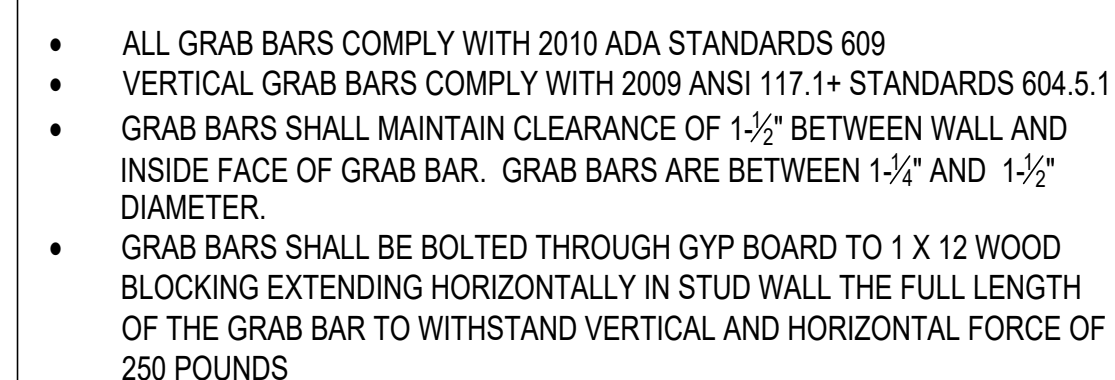 • ALL GRAB BARS COMPLY WITH 2010 ADA STANDARDS 609
• VERTICAL GRAB BARS COMPLY WITH 2009 ANSI 117.1+ STANDARDS 604.5.1
• GRAB BARS SHALL MAINTAIN CLEARANCE OF 1-½" BETWEEN WALL AND
INSIDE FACE OF GRAB BAR. GRAB BARS ARE BETWEEN 1-¼" AND 1-½"
DIAMETER.
• GRAB BARS SHALL BE BOLTED THROUGH GYP BOARD TO 1 X 12 WOOD
BLOCKING EXTENDING HORIZONTALLY IN STUD WALL THE FULL LENGTH
OF THE GRAB BAR TO WITHSTAND VERTICAL AND HORIZONTAL FORCE OF
250 POUNDS